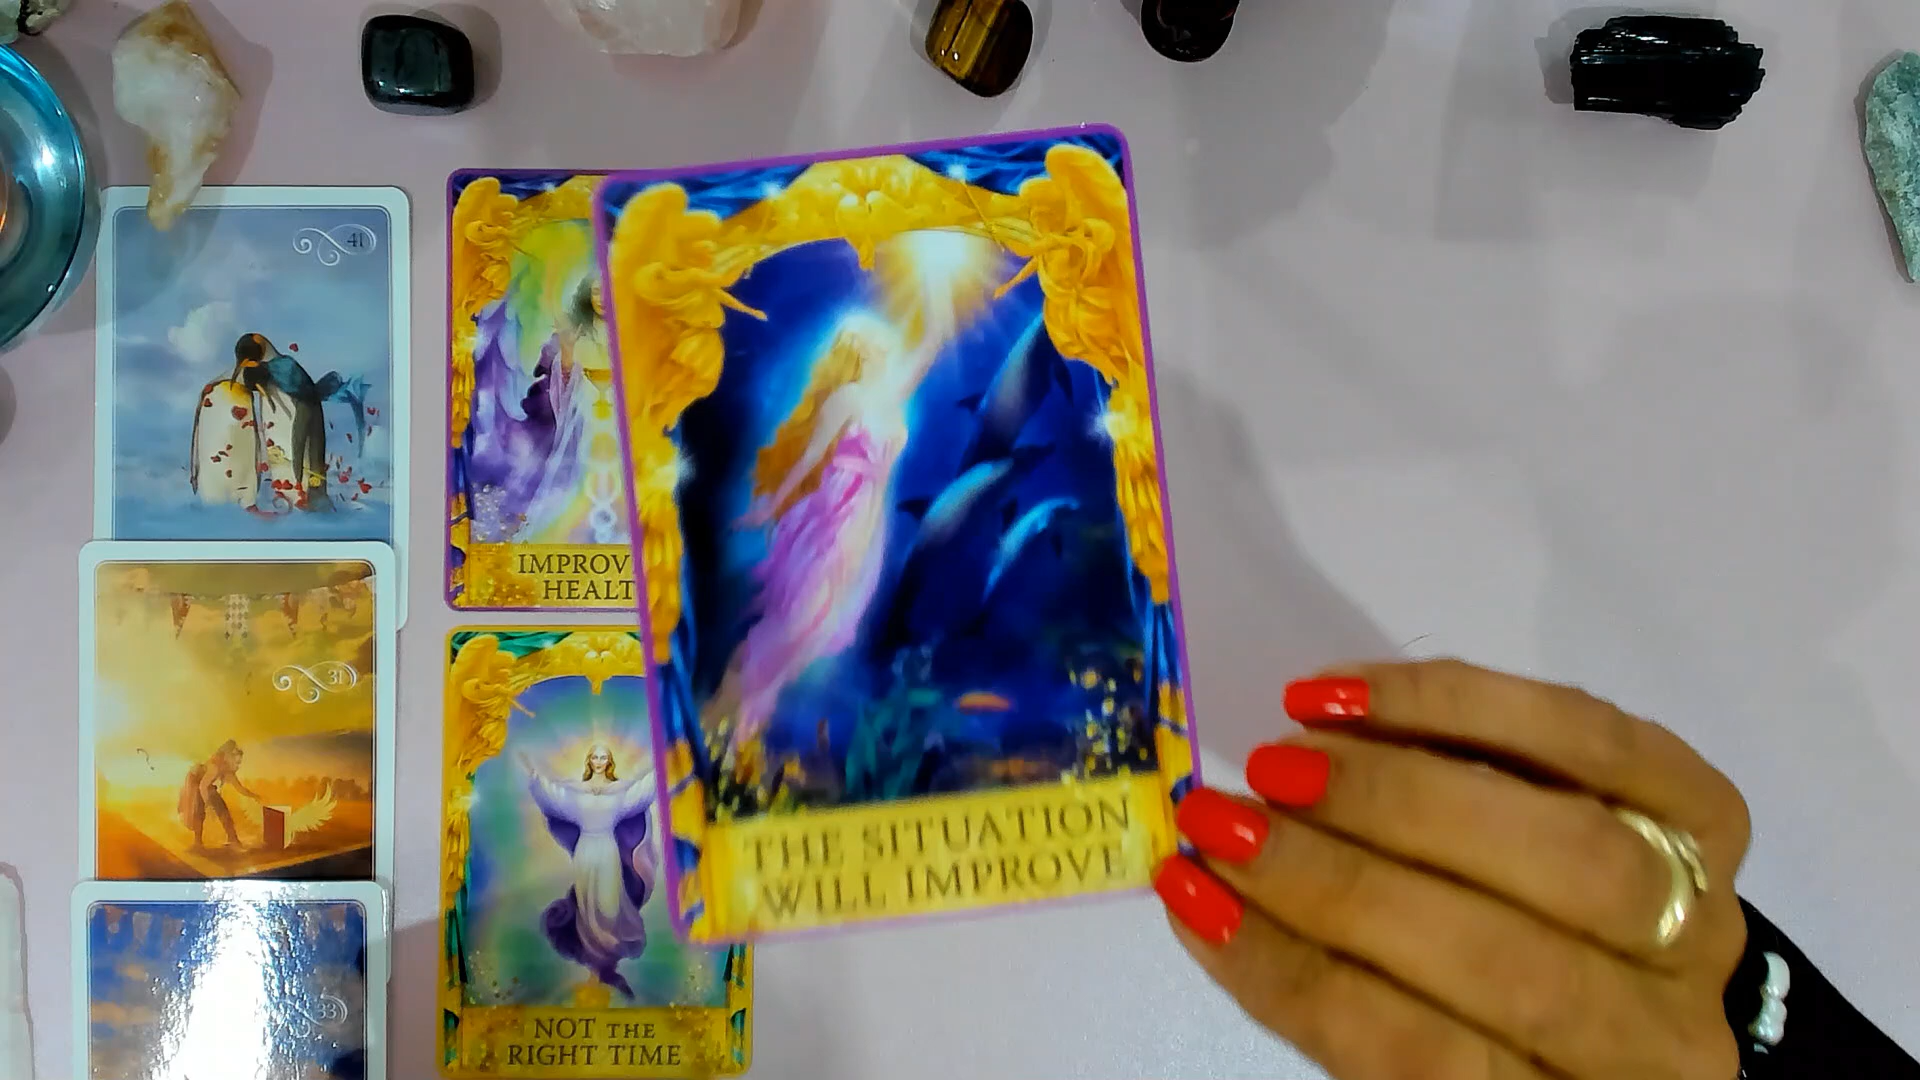 41
31
33
IMPROV
HEALT
NOT THE
RIGHT TIME
THE SITUATION
WILL IMPROVE